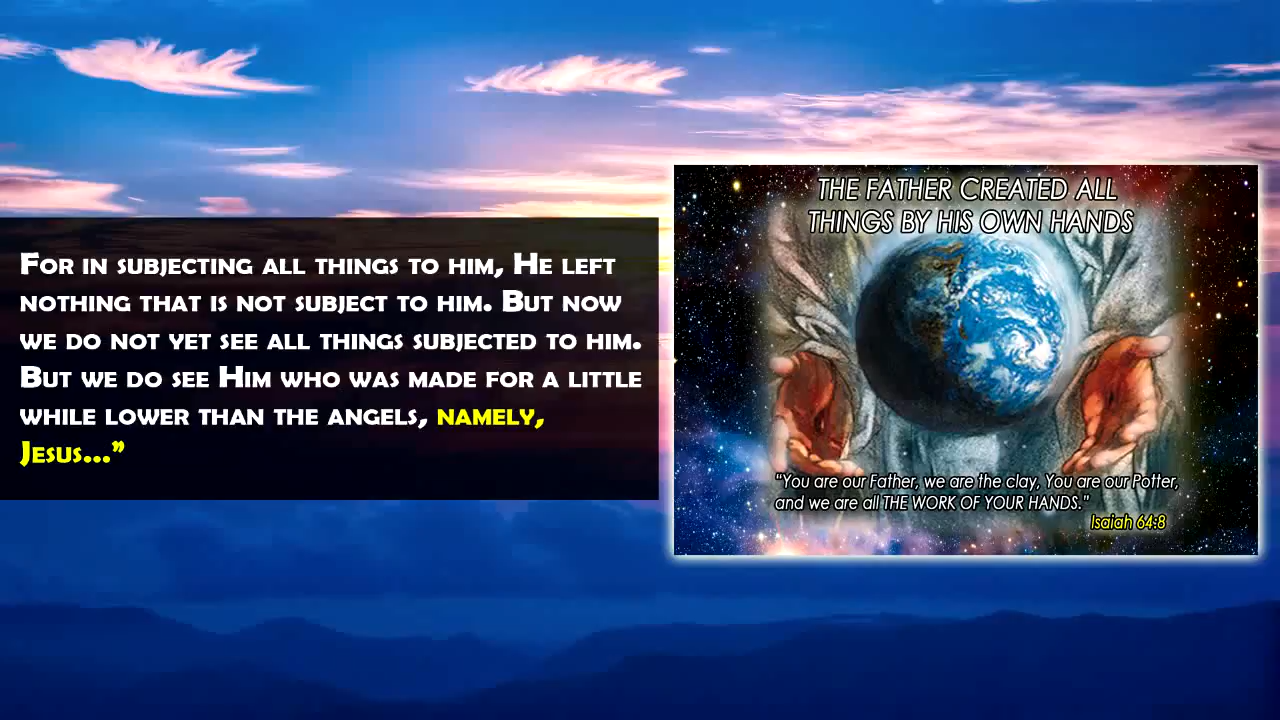 For in subjecting all things to him, He left
nothing that is not subject to him. But now
we do not yet see all things subjected to him.
But we do see Him who was made for a little
while lower than the angels, namely,
Jesus...”
THE FATHER CREATED ALL
THINGS BY HIS OWN HANDS
“You are our Father, we are the clay, You are our Potter,
and we are all THE WORK OF YOUR HANDS.”
Isaiah 64:8